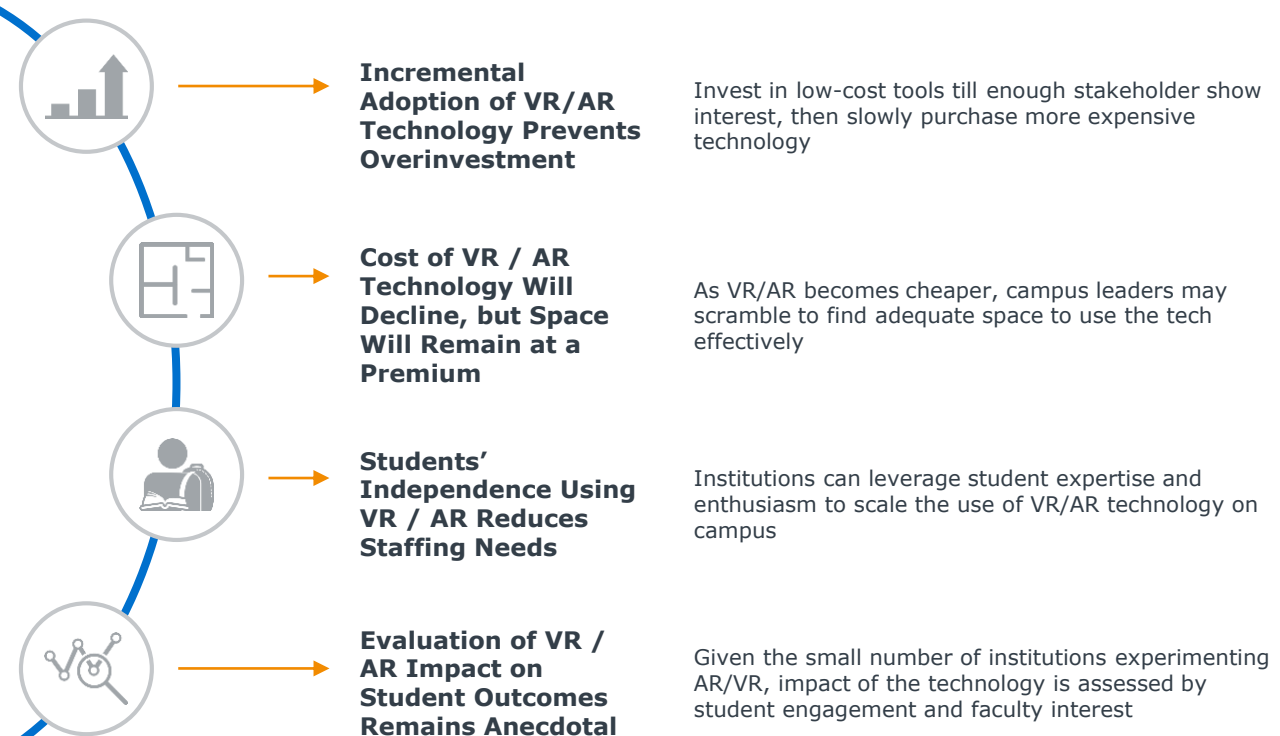 Incremental
Adoption of VR/AR
Technology Prevents
Overinvestment
Invest in low-cost tools till enough stakeholder show
interest, then slowly purchase more expensive
technology
Cost of VR / AR
Technology Will
Decline, but Space
Will Remain at a
Premium
As VR/AR becomes cheaper, campus leaders may
scramble to find adequate space to use the tech
effectively
Students’
Independence Using
VR / AR Reduces
Staffing Needs
Institutions can leverage student expertise and
enthusiasm to scale the use of VR/AR technology on
campus
Evaluation of VR /
AR Impact on
Student Outcomes
Remains Anecdotal
Given the small number of institutions experimenting
AR/VR, impact of the technology is assessed by
student engagement and faculty interest